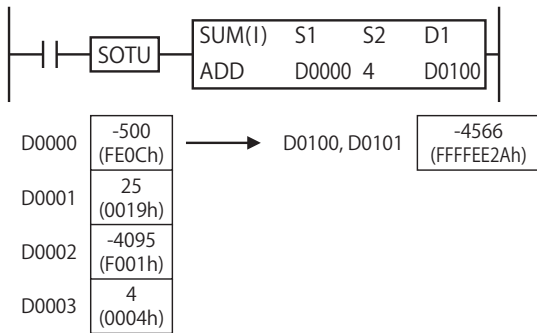 SOTU
SUM(I) S1 S2 D1
ADD D0000 4 D0100
D0000 -500 (FE0Ch) D0100, D0101 -4566 (FFFFEE2Ah)
D0001 25 (0019h)
D0002 -4095 (F001h)
D0003 4 (0004h)